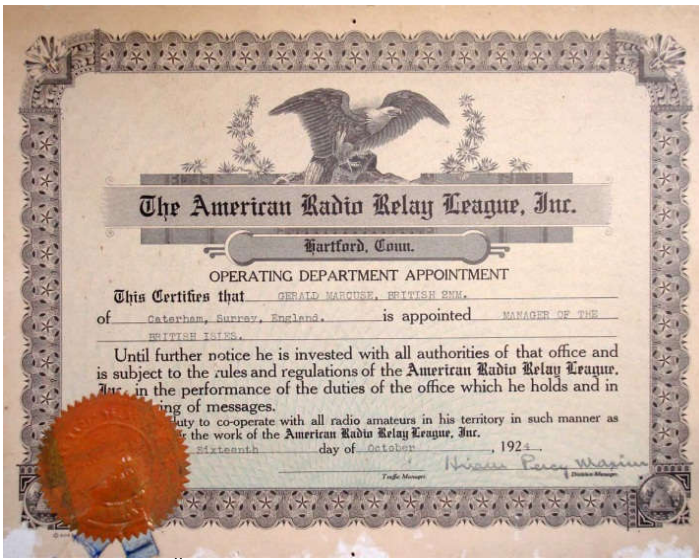 The American Radio Relay League, Inc.
Hartford, Conn.
OPERATING DEPARTMENT APPOINTMENT
This Certifies that GERALD MARCUSE, BRITISH 2NM.
of Caterham, Surrey, England. is appointed MANAGER OF THE
BRITISH ISLES.
Until further notice he is invested with all authorities of that office and
is subject to the rules and regulations of the American Radio Relay League,
Inc., in the performance of the duties of the office which he holds and in
ing of messages.
duty to co-operate with all radio amateurs in his territory in such manner as
the work of the American Radio Relay League, Inc.
Sixteenth day of October, 1924.
Hiram Percy Maxim
Traffic Manager Division Manager